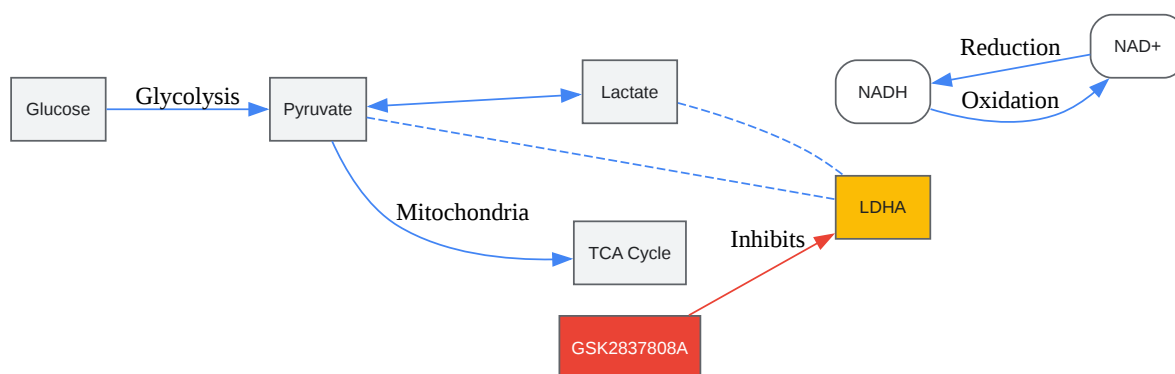 Glucose
Glycolysis
Pyruvate
Lactate
NADH
Reduction
Oxidation
NAD+
Mitochondria
TCA Cycle
LDHA
Inhibits
GSK2837808A